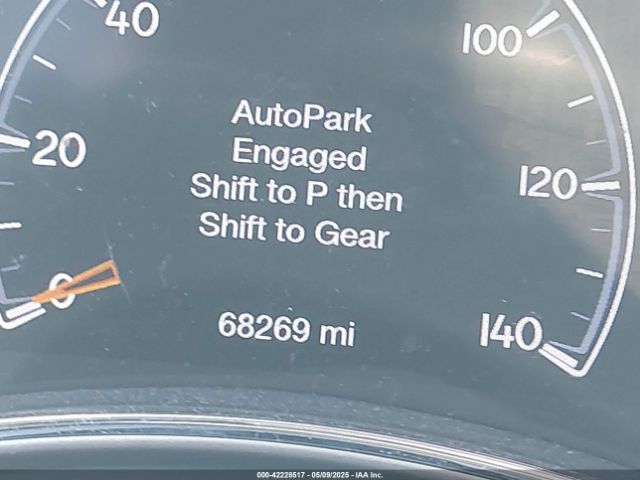 40
100
AutoPark
Engaged
Shift to P then
Shift to Gear
20
120
0
68269 mi
140
000-42228517 - 05/09/2025 - IAA Inc.